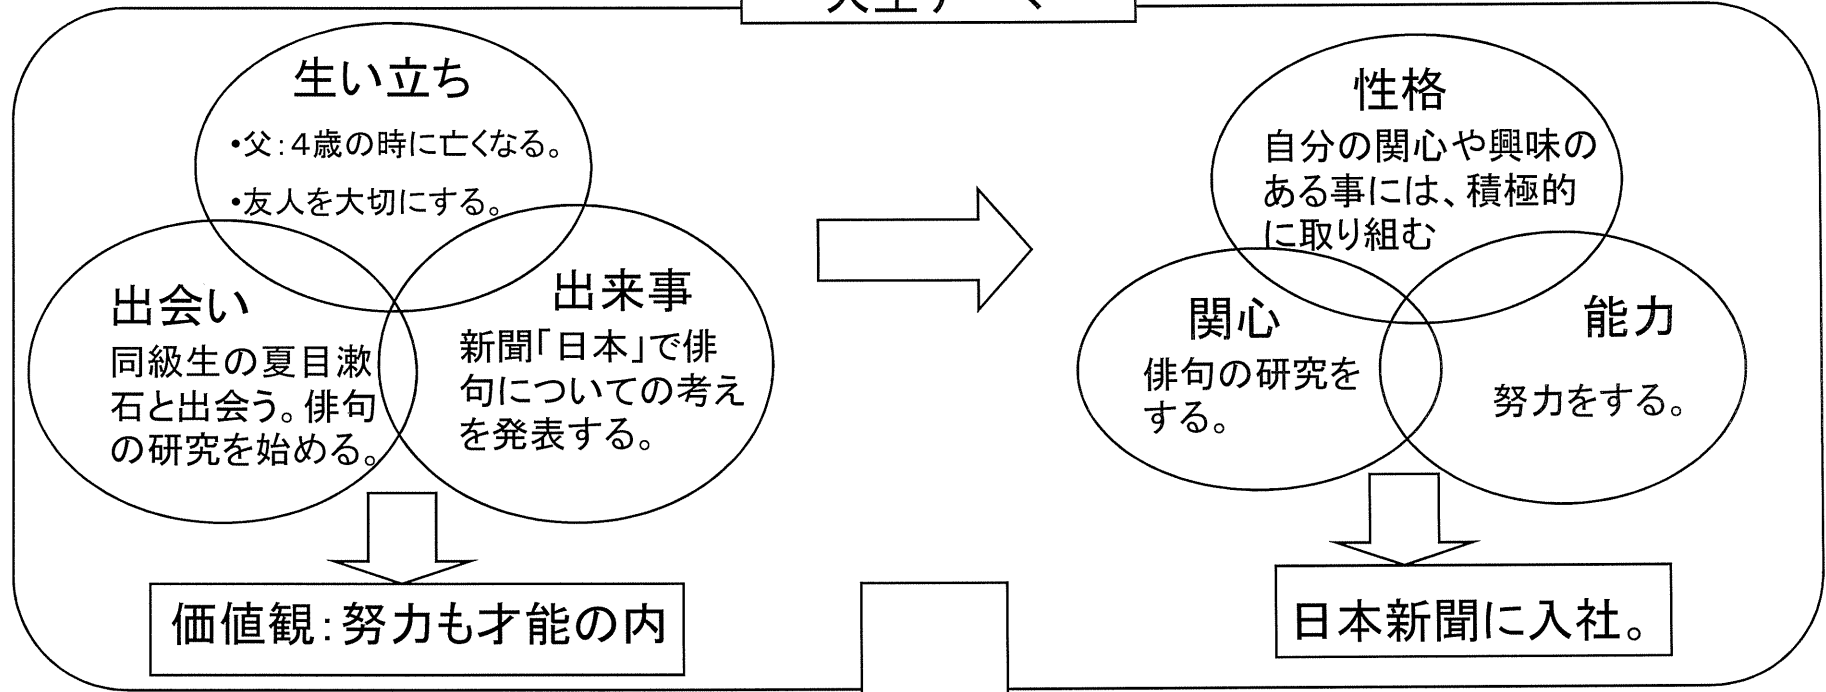 生い立ち
•父：４歳の時に亡くなる。
•友人を大切にする。
出会い
同級生の夏目漱
石と出会う。俳句
の研究を始める。
出来事
新聞「日本」で俳
句についての考え
を発表する。
価値観：努力も才能の内
性格
自分の関心や興味の
ある事には、積極的
に取り組む
関心
俳句の研究を
する。
能力
努力をする。
日本新聞に入社。